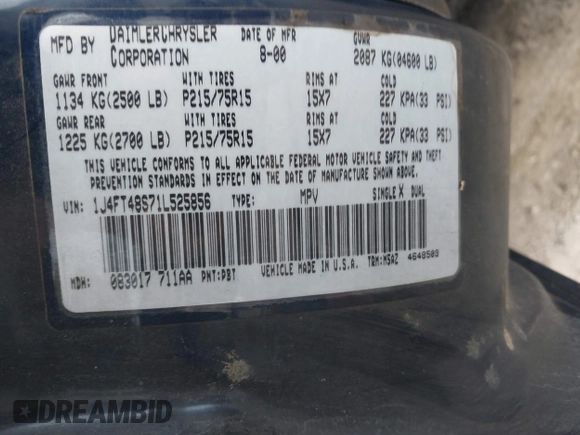 MFD BY DAIMLERCHRYSLER CORPORATION DATE OF MFR 8-00 GVWR 2087 KG(04600 LB)
GAWR FRONT WITH TIRES RIMS AT COLD
1134 KG(2500 LB) P215/75R15 15X7 227 KPA(33 PSI)
GAWR REAR WITH TIRES RIMS AT COLD
1225 KG(2700 LB) P215/75R15 15X7 227 KPA(33 PSI)
THIS VEHICLE CONFORMS TO ALL APPLICABLE FEDERAL MOTOR VEHICLE SAFETY AND THEFT
PREVENTION STANDARDS IN EFFECT ON THE DATE OF MANUFACTURE SHOWN ABOVE.
VIN: 1J4FT48S71L525856 TYPE: MPV SINGLE X DUAL
MDH: 083017 711AA PNT:PB7 VEHICLE MADE IN U.S.A. TRM:MSAZ 4648503
DREAMBID